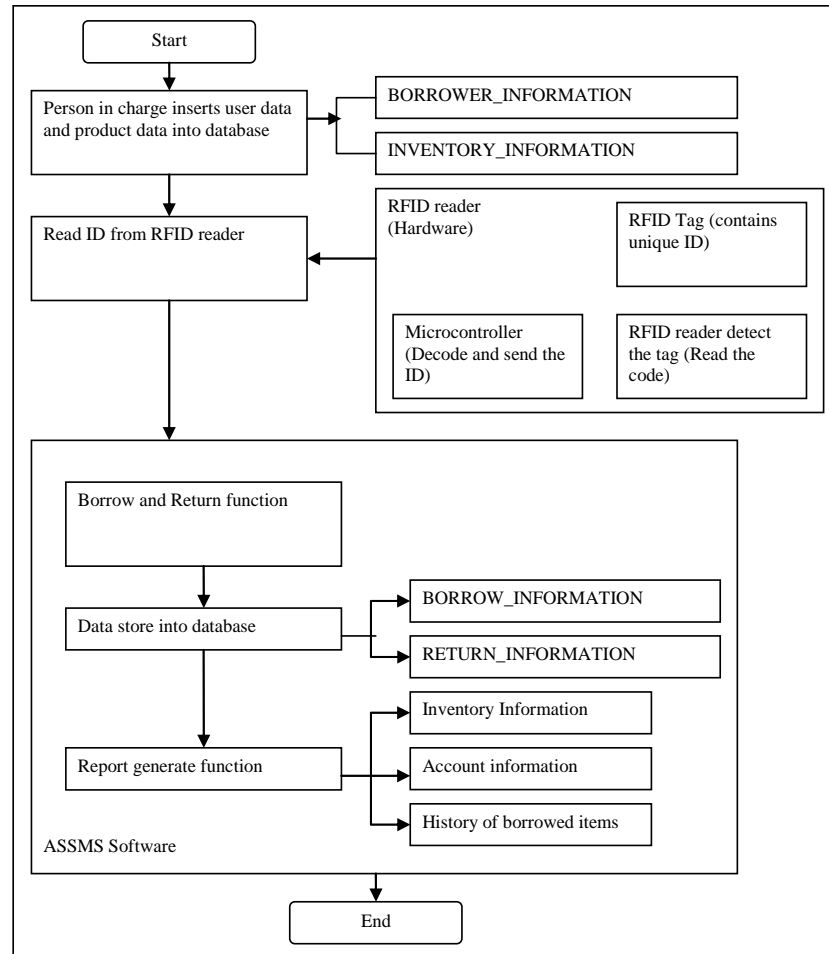 Start
Person in charge inserts user data
and product data into database
BORROWER_INFORMATION
INVENTORY_INFORMATION
Read ID from RFID reader
RFID reader
(Hardware)
RFID Tag (contains
unique ID)
Microcontroller
(Decode and send the
ID)
RFID reader detect
the tag (Read the
code)
Borrow and Return function
Data store into database
BORROW_INFORMATION
RETURN_INFORMATION
Report generate function
Inventory Information
Account information
History of borrowed items
ASSMS Software
End